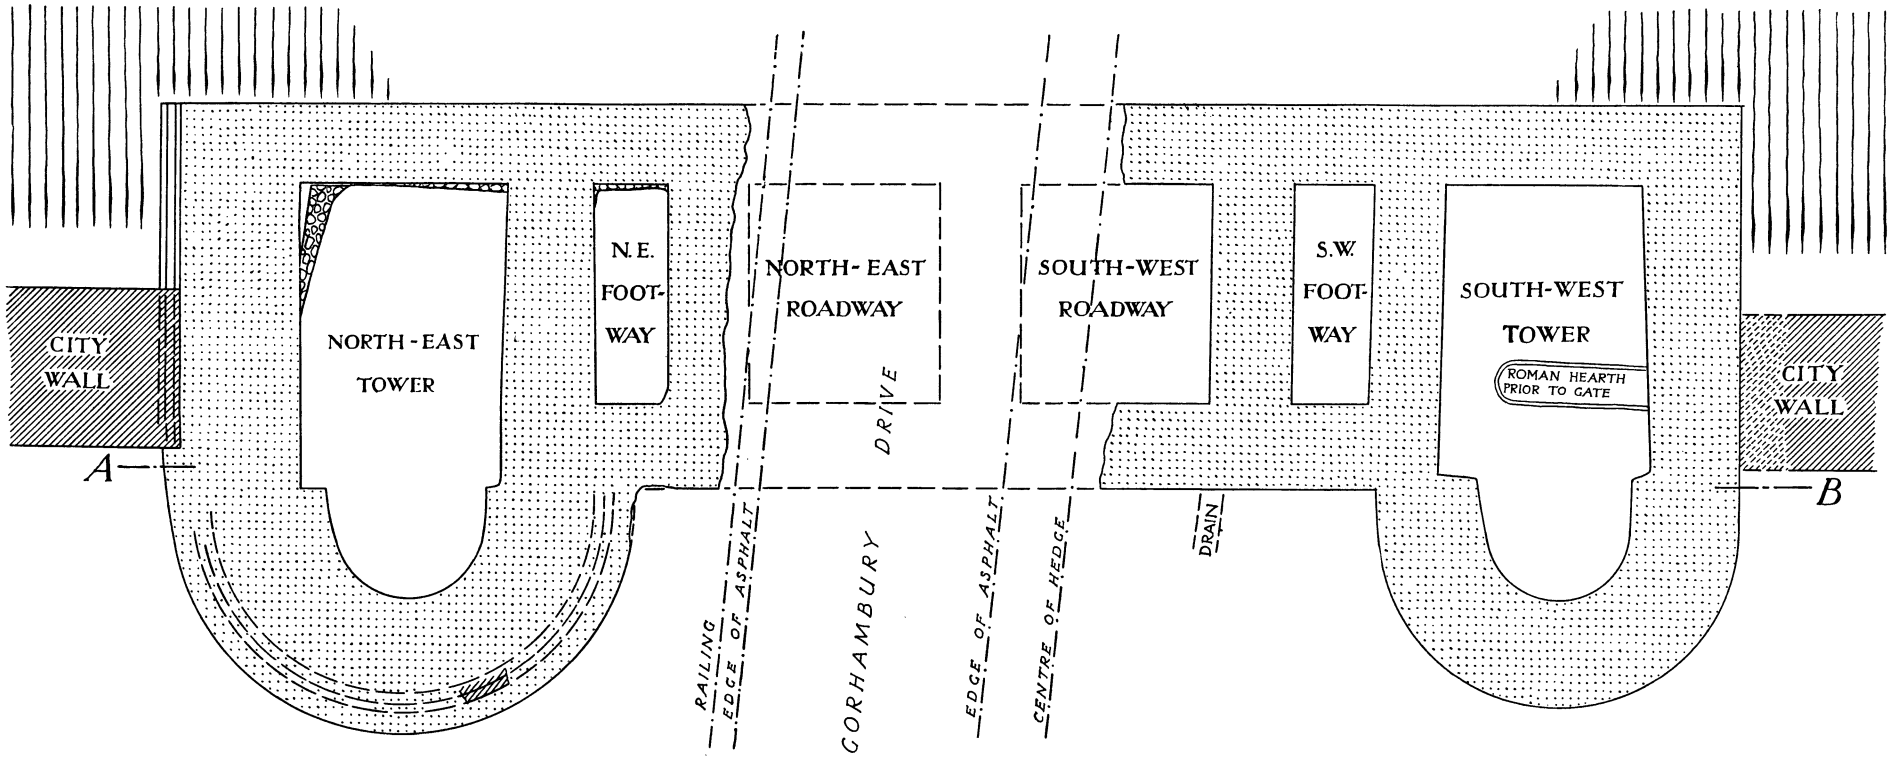 CITY
WALL
A
NORTH-EAST
TOWER
N.E.
FOOT-
WAY
NORTH-EAST
ROADWAY
SOUTH-WEST
ROADWAY
S.W.
FOOT-
WAY
SOUTH-WEST
TOWER
ROMAN HEARTH
PRIOR TO GATE
CITY
WALL
B
RAILING
EDGE OF ASPHALT
GORHAMBURY DRIVE
EDGE OF ASPHALT
CENTRE OF HEDGE
DRAIN